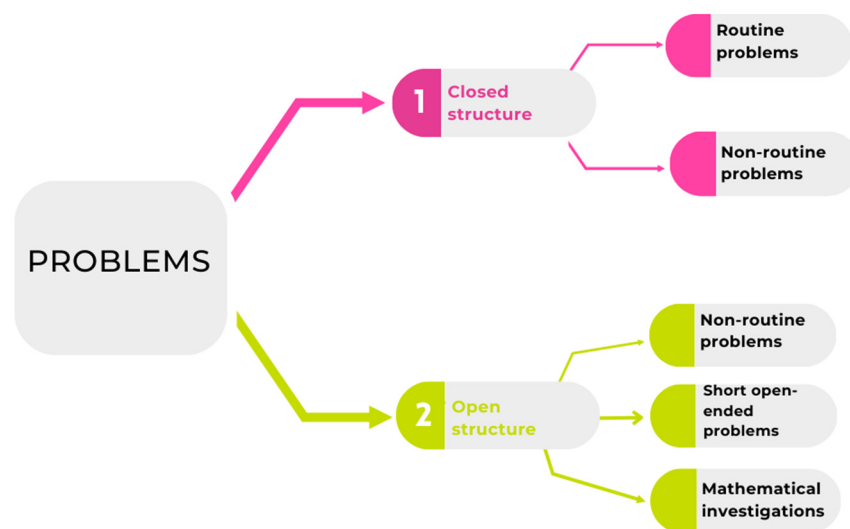 PROBLEMS
1
Closed
structure
Routine
problems
Non-routine
problems
2
Open
structure
Non-routine
problems
Short open-
ended
problems
Mathematical
investigations